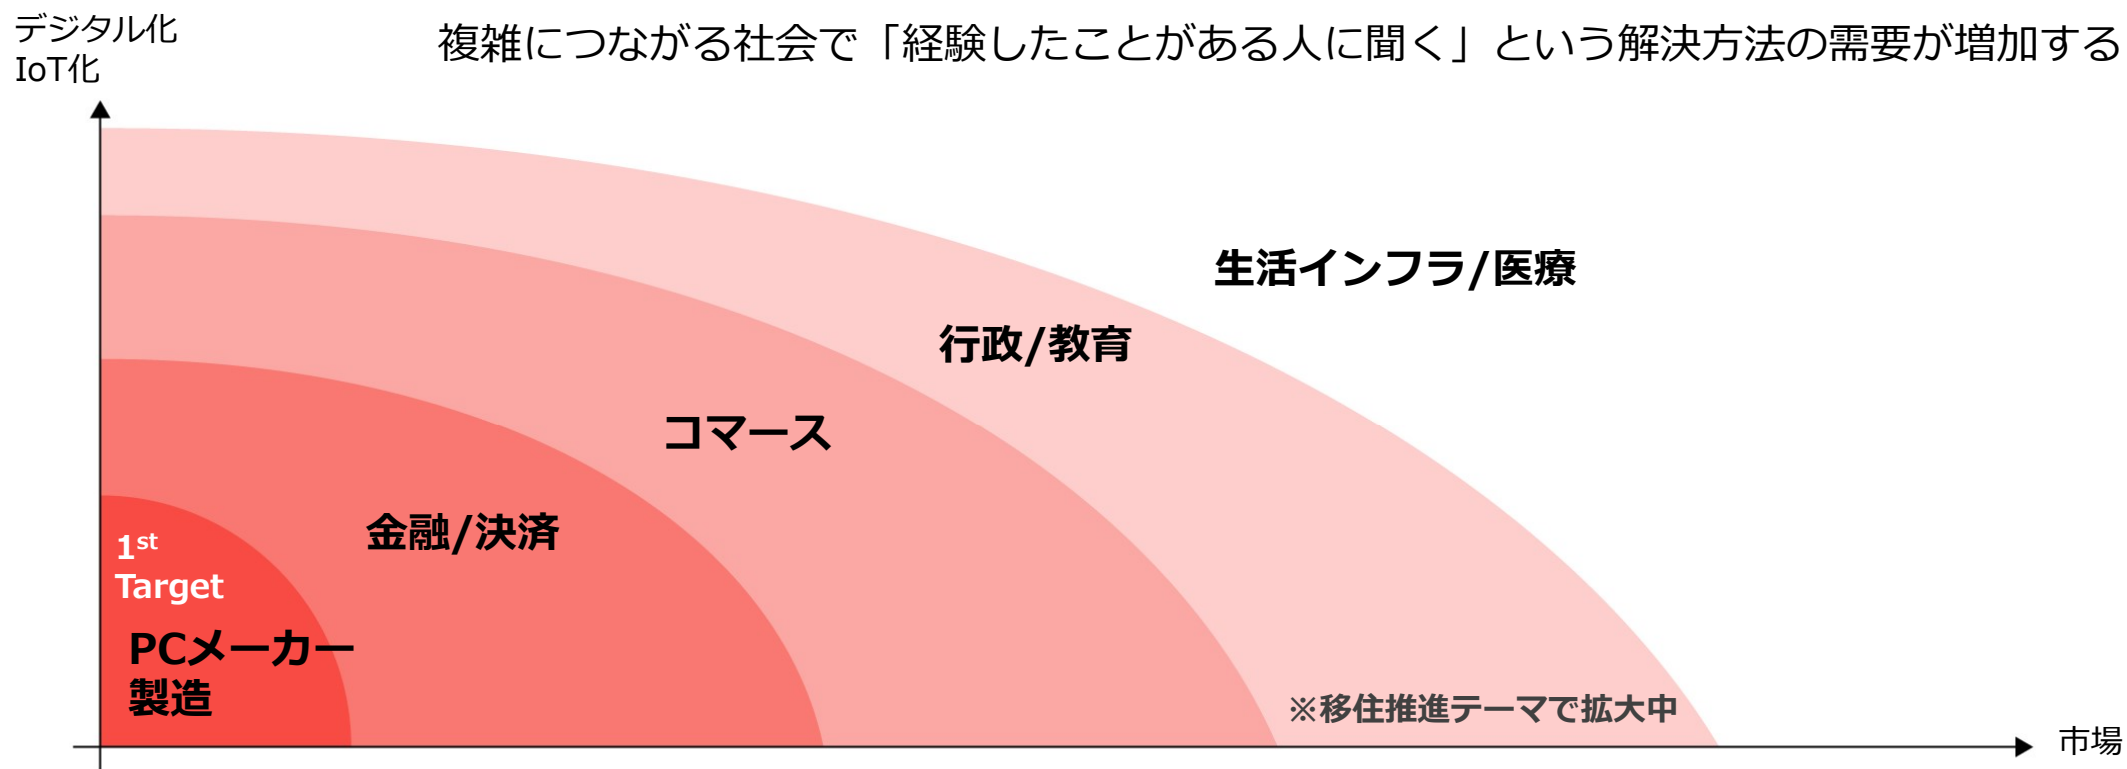 デジタル化
IoT化
複雑につながる社会で「経験したことがある人に聞く」という解決方法の需要が増加する
生活インフラ/医療
行政/教育
コマース
金融/決済
1st
Target
PCメーカー
製造
※移住推進テーマで拡大中
市場